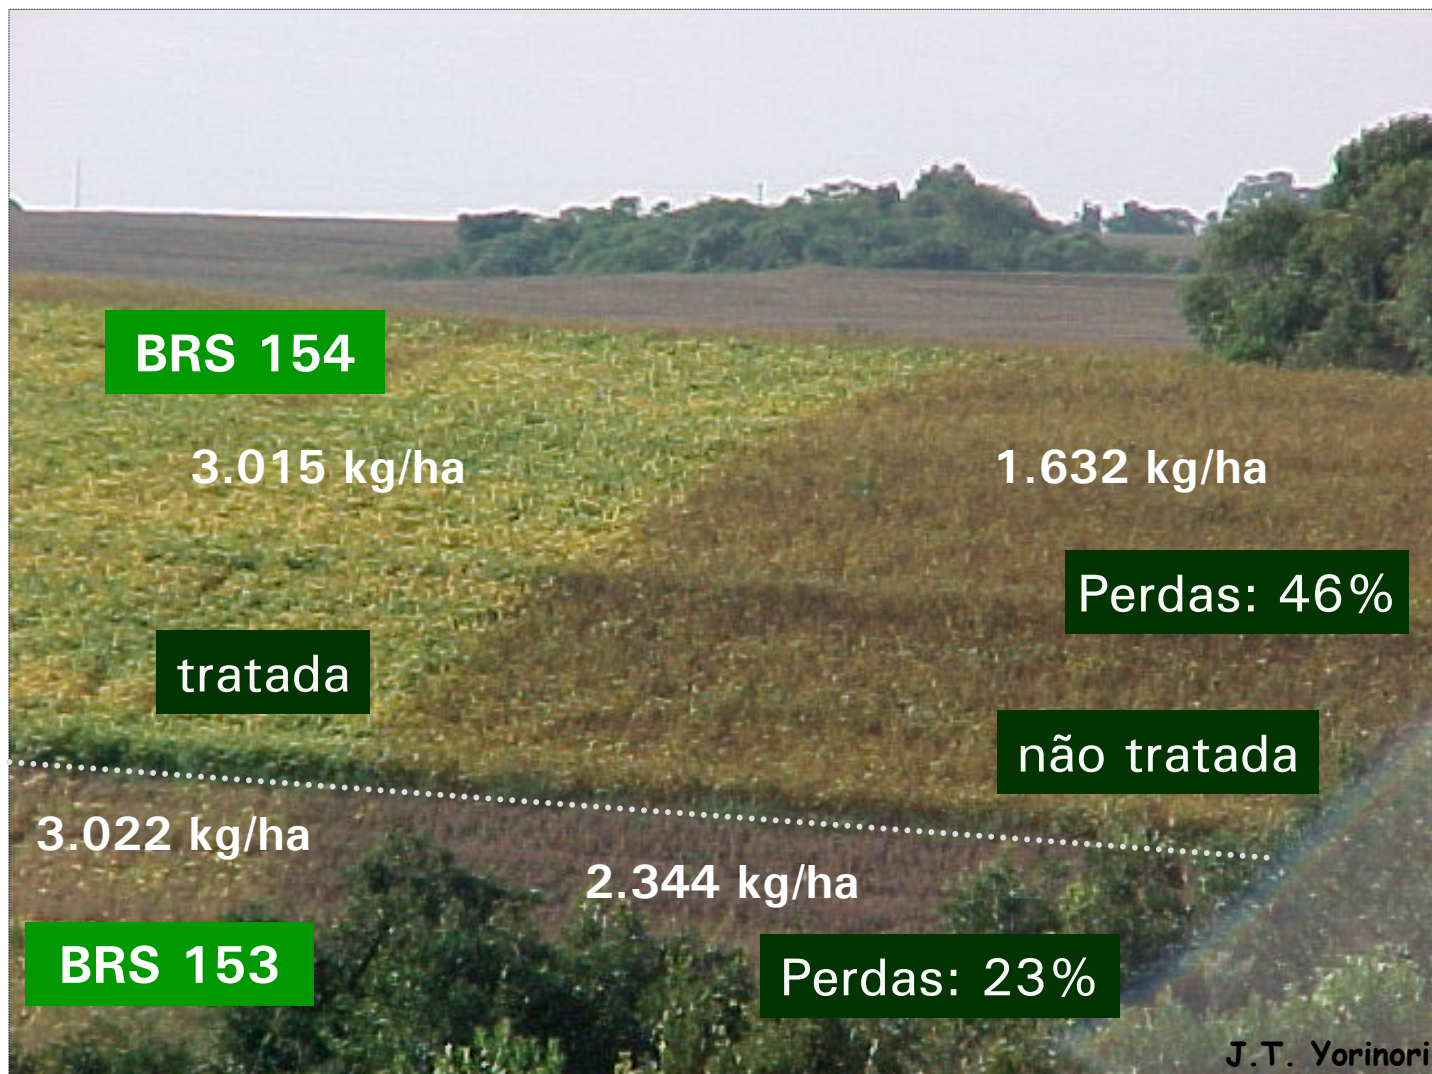 BRS 154
3.015 kg/ha
1.632 kg/ha
Perdas: 46%
tratada
não tratada
3.022 kg/ha
2.344 kg/ha
BRS 153
Perdas: 23%
J.T. Yorinori